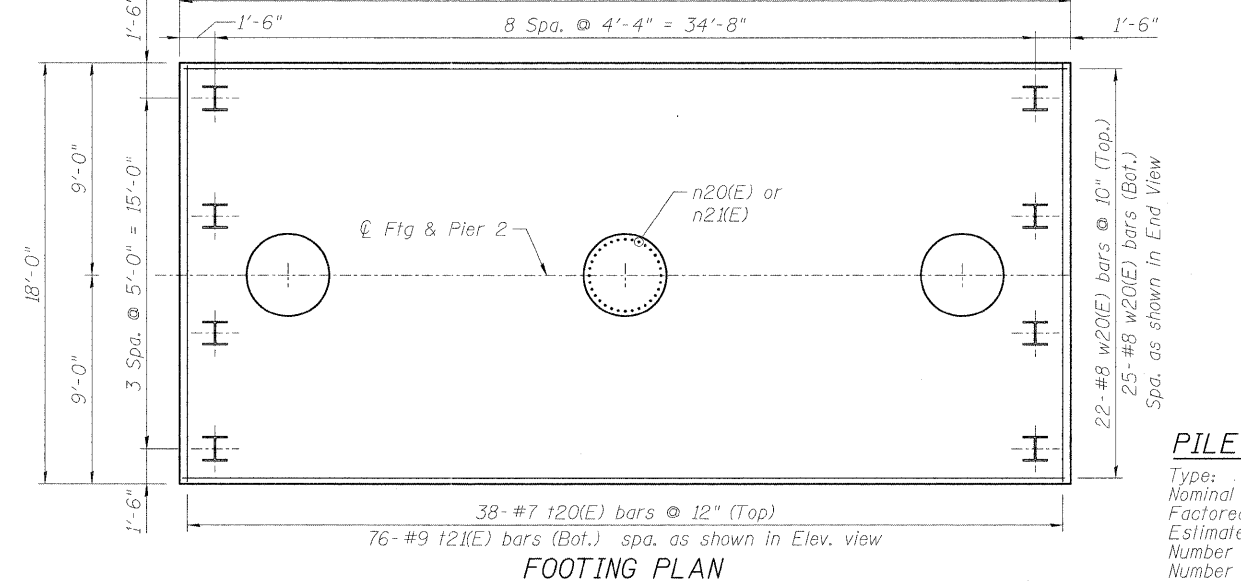 1'-6"
1'-6"
8 Spa. @ 4'-4" = 34'-8"
1'-6"
18'-0"
9'-0"
9'-0"
3 Spa. @ 5'-0" = 15'-0"
1'-6"
n20(E) or
n21(E)
℄ Ftg & Pier 2
22-#8 w20(E) bars @ 10" (Top.)
25-#8 w20(E) bars (Bot.)
Spa. as shown in End View
38-#7 t20(E) bars @ 12" (Top)
76-#9 t21(E) bars (Bot.) spa. as shown in Elev. view
FOOTING PLAN
PILE
Type:
Nominal
Number
Number